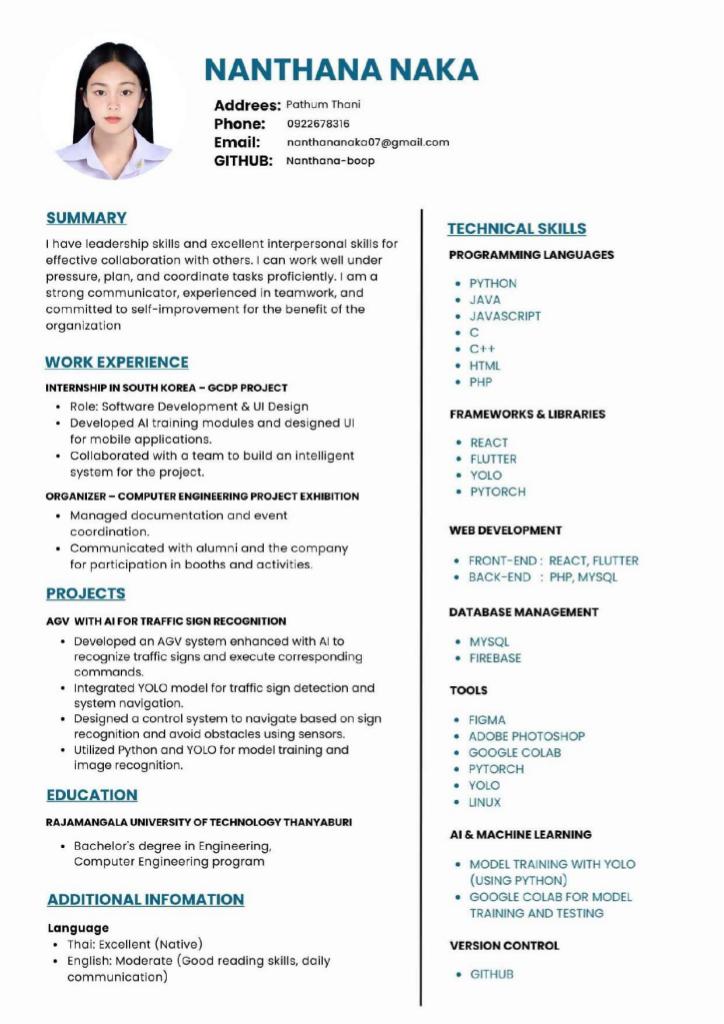 NANTHANA NAKA
Addrees: Pathum Thani
Phone: 0922678316
Email: nanthananaka07@gmail.com
GITHUB: Nanthana-boop
SUMMARY
I have leadership skills and excellent interpersonal skills for
effective collaboration with others. I can work well under
pressure, plan, and coordinate tasks proficiently. I am a
strong communicator, experienced in teamwork, and
committed to self-improvement for the benefit of the
organization
WORK EXPERIENCE
INTERNSHIP IN SOUTH KOREA – GCDP PROJECT
• Role: Software Development & UI Design
• Developed AI training modules and designed UI
for mobile applications.
• Collaborated with a team to build an intelligent
system for the project.
ORGANIZER – COMPUTER ENGINEERING PROJECT EXHIBITION
• Managed documentation and event
coordination.
• Communicated with alumni and the company
for participation in booths and activities.
PROJECTS
AGV WITH AI FOR TRAFFIC SIGN RECOGNITION
• Developed an AGV system enhanced with AI to
recognize traffic signs and execute corresponding
commands.
• Integrated YOLO model for traffic sign detection and
system navigation.
• Designed a control system to navigate based on sign
recognition and avoid obstacles using sensors.
• Utilized Python and YOLO for model training and
image recognition.
EDUCATION
RAJAMANGALA UNIVERSITY OF TECHNOLOGY THANYABURI
• Bachelor's degree in Engineering,
Computer Engineering program
ADDITIONAL INFOMATION
Language
• Thai: Excellent (Native)
• English: Moderate (Good reading skills, daily
communication)
TECHNICAL SKILLS
PROGRAMMING LANGUAGES
• PYTHON
• JAVA
• JAVASCRIPT
• C
• C++
• HTML
• PHP
FRAMEWORKS & LIBRARIES
• REACT
• FLUTTER
• YOLO
• PYTORCH
WEB DEVELOPMENT
• FRONT-END : REACT, FLUTTER
• BACK-END : PHP, MYSQL
DATABASE MANAGEMENT
• MYSQL
• FIREBASE
TOOLS
• FIGMA
• ADOBE PHOTOSHOP
• GOOGLE COLAB
• PYTORCH
• YOLO
• LINUX
AI & MACHINE LEARNING
• MODEL TRAINING WITH YOLO
(USING PYTHON)
• GOOGLE COLAB FOR MODEL
TRAINING AND TESTING
VERSION CONTROL
• GITHUB